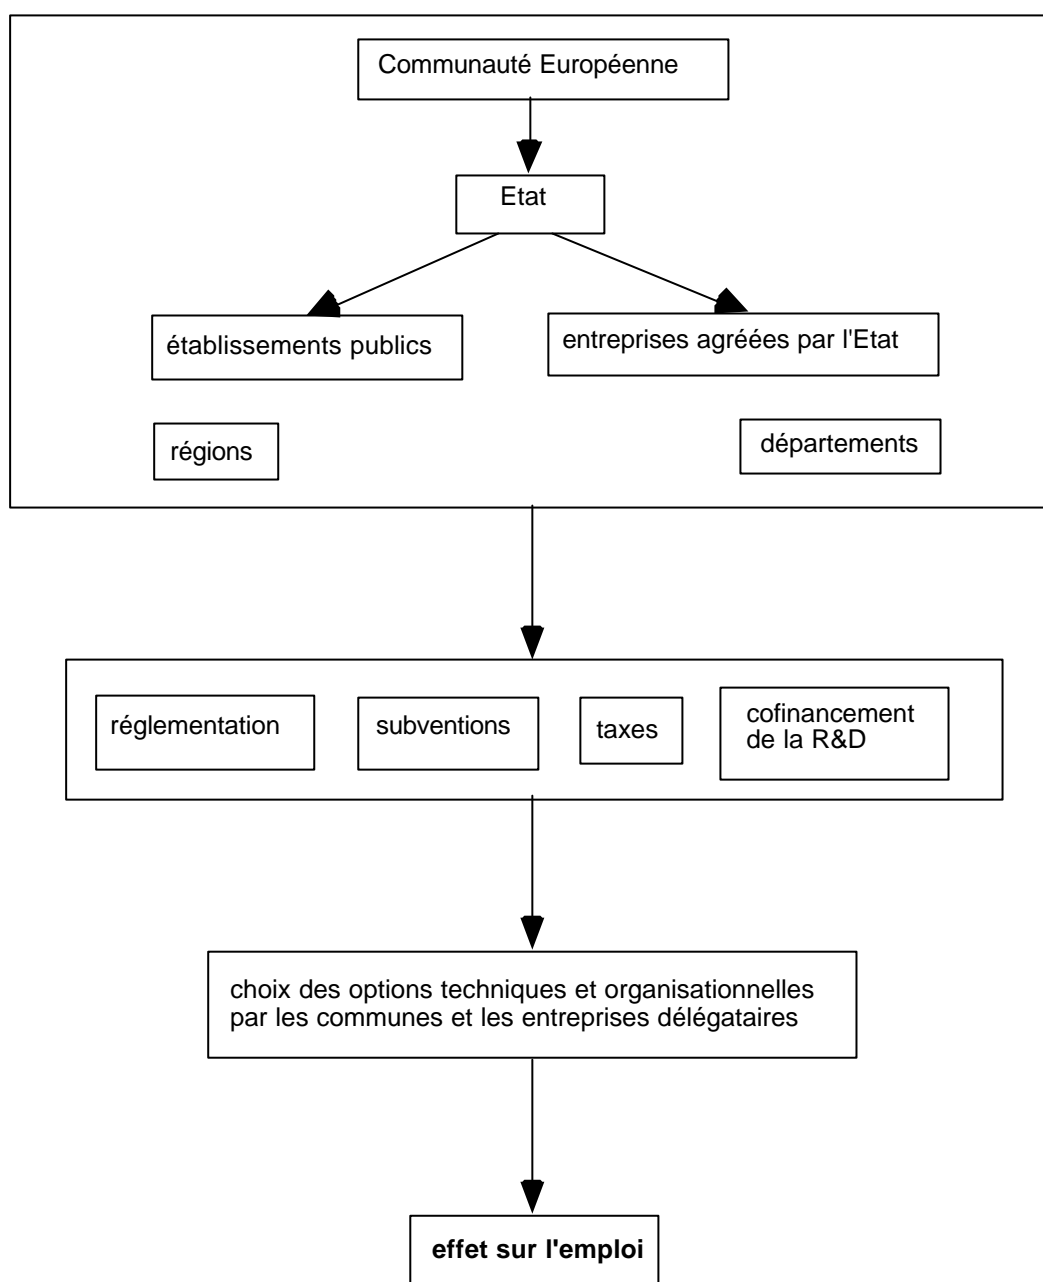 Communauté Européenne
Etat
établissements publics
entreprises agréées par l'Etat
régions
départements
réglementation
subventions
taxes
cofinancement
de la R&D
choix des options techniques et organisationnelles
par les communes et les entreprises délégataires
effet sur l'emploi